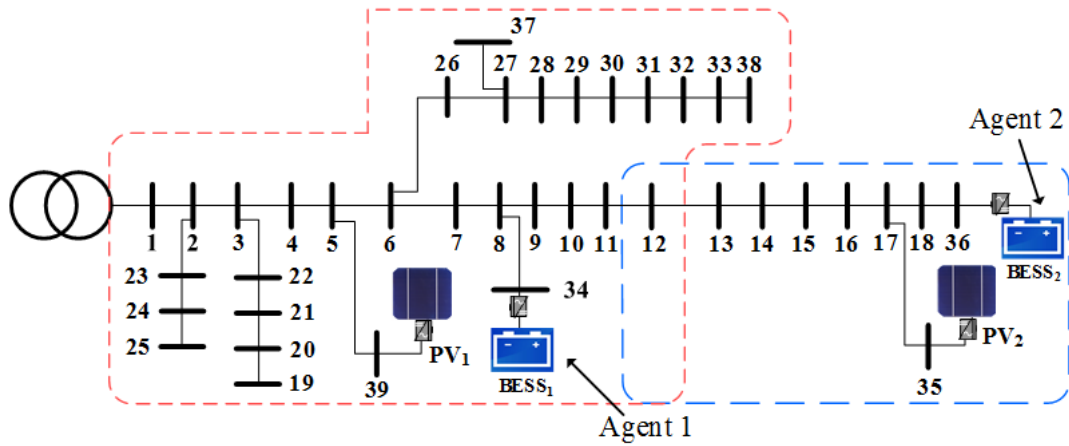 37
26 27 28 29 30 31 32 33 38
Agent 2
1 2 3 4 5 6 7 8 9 10 11 12 13 14 15 16 17 18 36
BESS₂
23 22
24 21
25 20
19
34
PV₁
39
BESS₁
PV₂
35
Agent 1